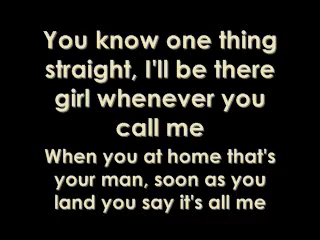 You know one thing
straight, I'll be there
girl whenever you
call me
When you at home that's
your man, soon as you
land you say it's all me